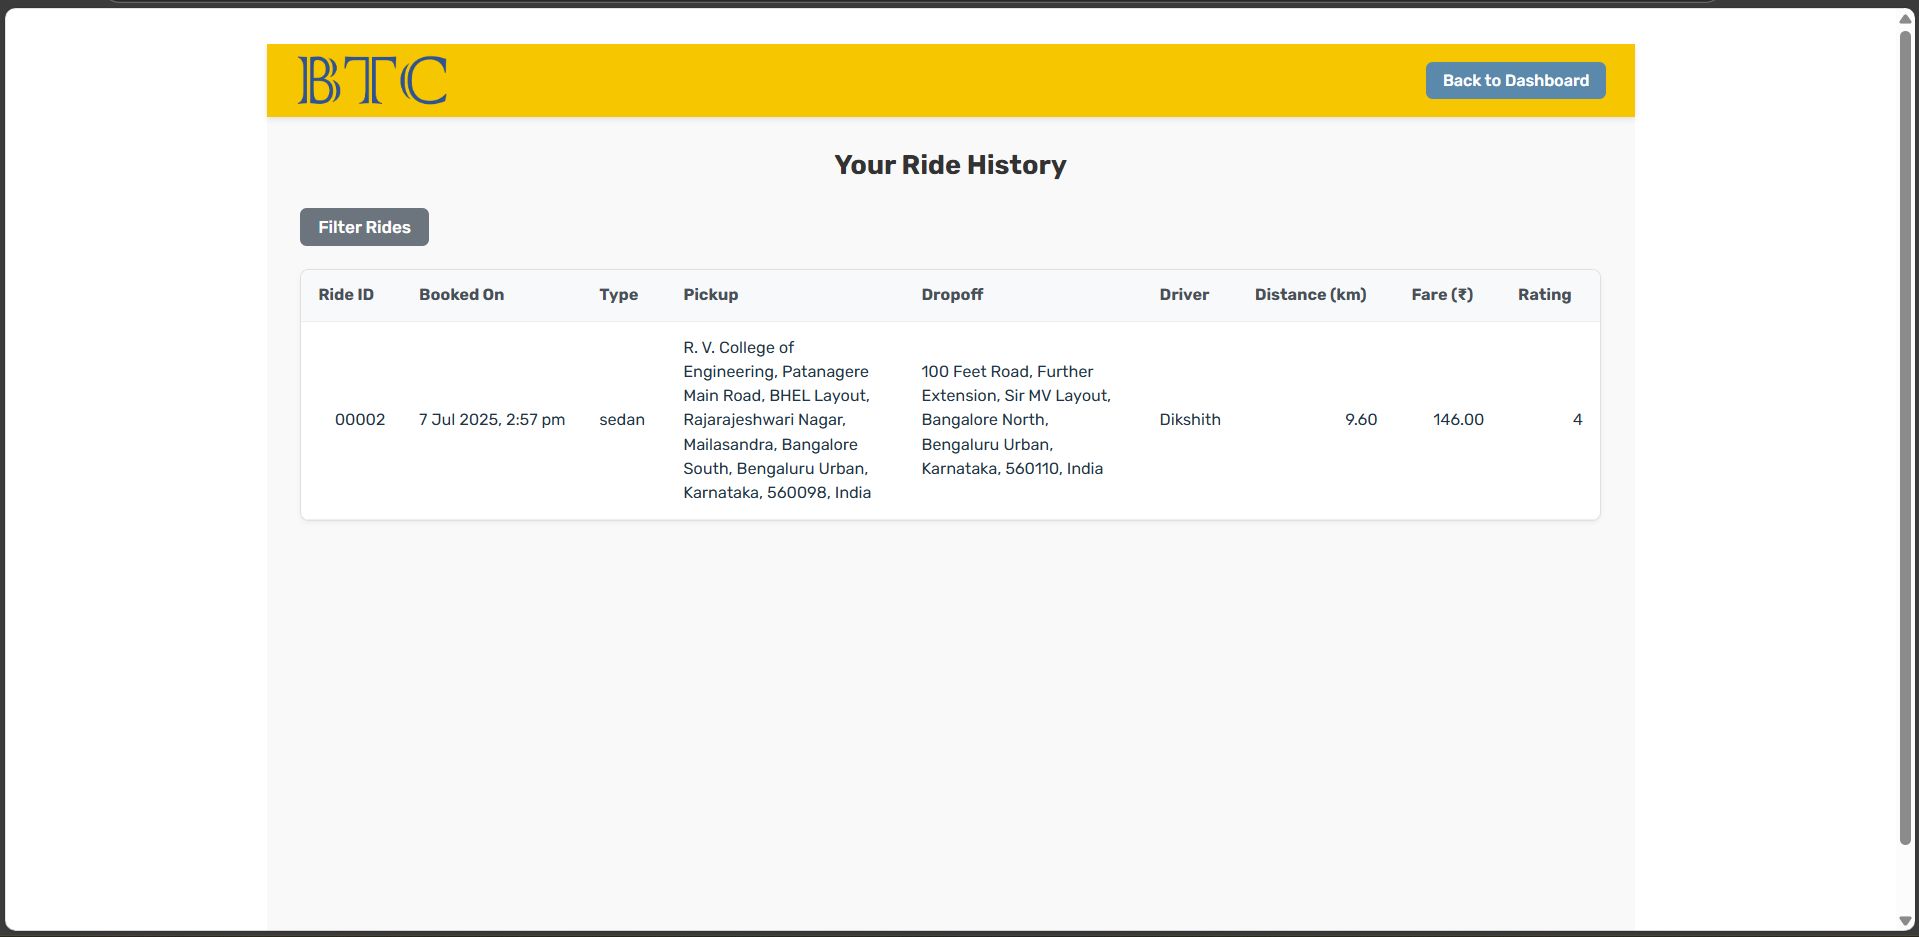 BTC
Back to Dashboard
Your Ride History
Filter Rides
Ride ID Booked On Type Pickup Dropoff Driver Distance (km) Fare (₹) Rating
00002
7 Jul 2025, 2:57 pm
sedan
R. V. College of
Engineering, Patanagere
Main Road, BHEL Layout,
Rajarajeshwari Nagar,
Mailasandra, Bangalore
South, Bengaluru Urban,
Karnataka, 560098, India
100 Feet Road, Further
Extension, Sir MV Layout,
Bangalore North,
Bengaluru Urban,
Karnataka, 560110, India
Dikshith
9.60
146.00
4